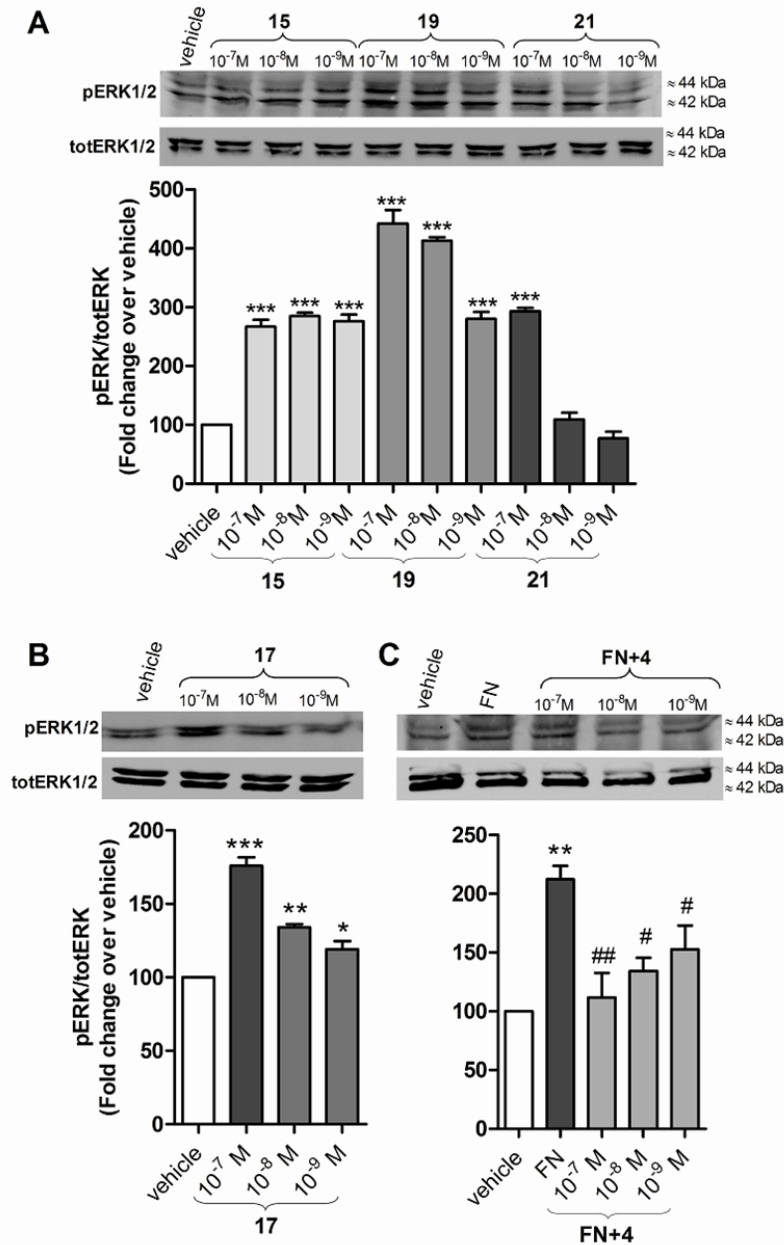 A
vehicle 15 19 21
10⁻⁷M 10⁻⁸M 10⁻⁹M 10⁻⁷M 10⁻⁸M 10⁻⁹M 10⁻⁷M 10⁻⁸M 10⁻⁹M
pERK1/2 ≈ 44 kDa
≈ 42 kDa
totERK1/2 ≈ 44 kDa
≈ 42 kDa
pERK/totERK
(Fold change over vehicle)
500
400
300
200
100
0
*** *** *** *** *** *** ***
vehicle 10⁻⁷M 10⁻⁸M 10⁻⁹M 10⁻⁷M 10⁻⁸M 10⁻⁹M 10⁻⁷M 10⁻⁸M 10⁻⁹M
15 19 21
B
vehicle 17
10⁻⁷M 10⁻⁸M 10⁻⁹M
pERK1/2
totERK1/2
pERK/totERK
(Fold change over vehicle)
200
150
100
50
0
*** ** *
vehicle 10⁻⁷ M 10⁻⁸ M 10⁻⁹ M
17
C
vehicle FN FN+4
10⁻⁷M 10⁻⁸M 10⁻⁹M
≈ 44 kDa
≈ 42 kDa
≈ 44 kDa
≈ 42 kDa
250
200
150
100
50
0
** ## # #
vehicle FN 10⁻⁷ M 10⁻⁸ M 10⁻⁹ M
FN+4